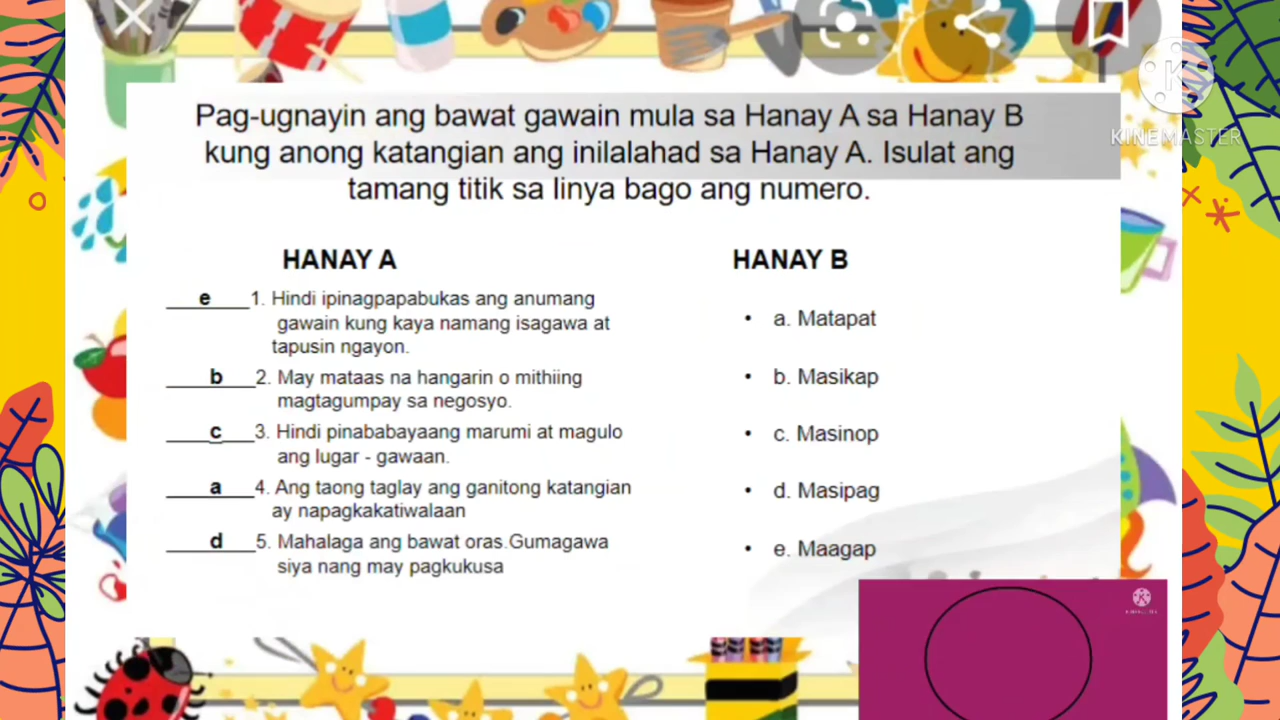 Pag-ugnayin ang bawat gawain mula sa Hanay A sa Hanay B
kung anong katangian ang inilalahad sa Hanay A. Isulat ang
tamang titik sa linya bago ang numero.
KINEMASTER
HANAY A
e 1. Hindi ipinagpapabukas ang anumang
gawain kung kaya namang isagawa at
tapusin ngayon.
b 2. May mataas na hangarin o mithiing
magtagumpay sa negosyo.
c 3. Hindi pinababayaang marumi at magulo
ang lugar - gawaan.
a 4. Ang taong taglay ang ganitong katangian
ay napagkakatiwalaan
d 5. Mahalaga ang bawat oras.Gumagawa
siya nang may pagkukusa
HANAY B
• a. Matapat
• b. Masikap
• c. Masinop
• d. Masipag
• e. Maagap